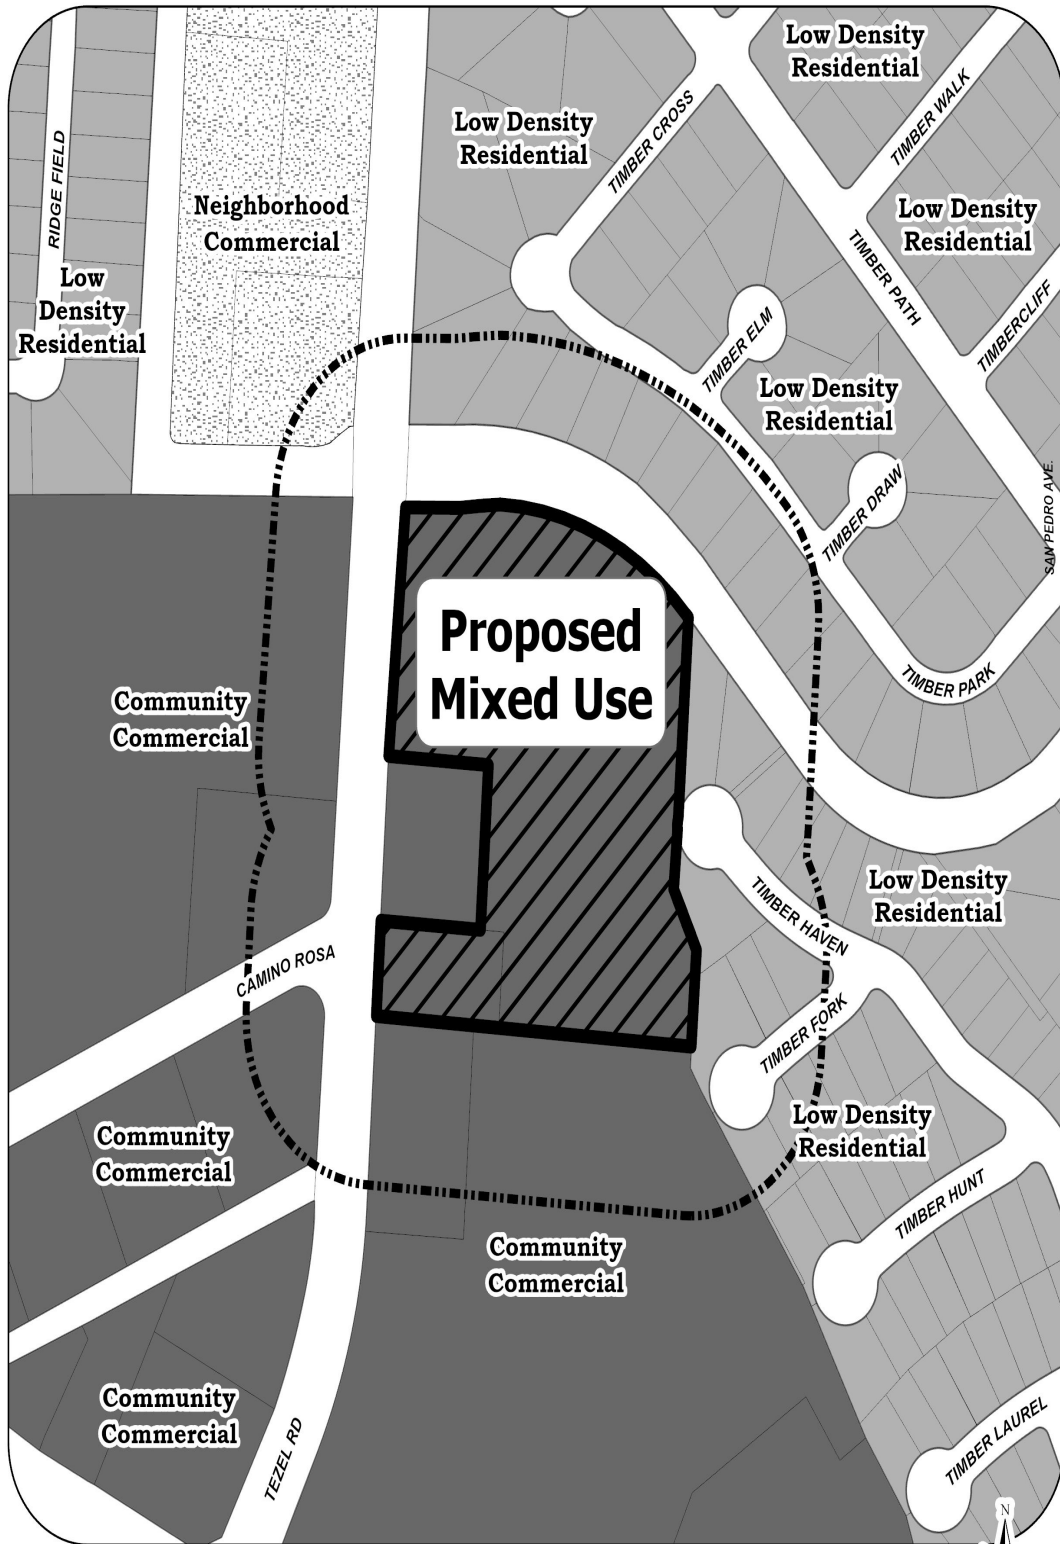 Low Density
Residential
TIMBER WALK
Low Density
Residential
TIMBER CROSS
RIDGE FIELD
Neighborhood
Commercial
Low Density
Residential
TIMBER PATH
Low
Density
Residential
TIMBERCLIFF
TIMBER ELM
Low Density
Residential
TIMBER DRAW
SAN PEDRO AVE.
Proposed
Mixed Use
TIMBER PARK
Community
Commercial
Low Density
Residential
TIMBER HAVEN
CAMINO ROSA
TIMBER FORK
Low Density
Residential
Community
Commercial
TIMBER HUNT
Community
Commercial
Community
Commercial
TEZEL RD
TIMBER LAUREL
N